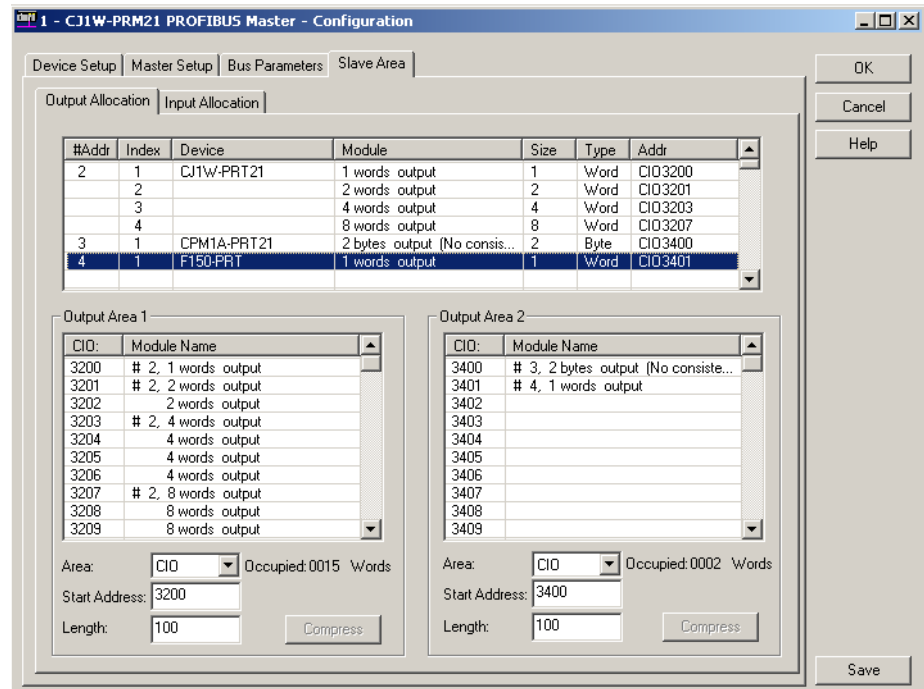 1 - CJ1W-PRM21 PROFIBUS Master - Configuration
Device Setup Master Setup Bus Parameters Slave Area
OK
Cancel
Help
Output Allocation Input Allocation
#Addr Index Device Module Size Type Addr
2 1 CJ1W-PRT21 1 words output 1 Word CIO3200
2 2 words output 2 Word CIO3201
3 4 words output 4 Word CIO3203
4 8 words output 8 Word CIO3207
3 1 CPM1A-PRT21 2 bytes output (No consis... 2 Byte CIO3400
4 1 F150-PRT 1 words output 1 Word CIO3401
Output Area 1
CIO: Module Name
3200 # 2, 1 words output
3201 # 2, 2 words output
3202 2 words output
3203 # 2, 4 words output
3204 4 words output
3205 4 words output
3206 4 words output
3207 # 2, 8 words output
3208 8 words output
3209 8 words output
Area: CIO Occupied:0015 Words
Start Address: 3200
Length: 100 Compress
Output Area 2
CIO: Module Name
3400 # 3, 2 bytes output (No consiste...
3401 # 4, 1 words output
3402
3403
3404
3405
3406
3407
3408
3409
Area: CIO Occupied:0002 Words
Start Address: 3400
Length: 100 Compress
Save